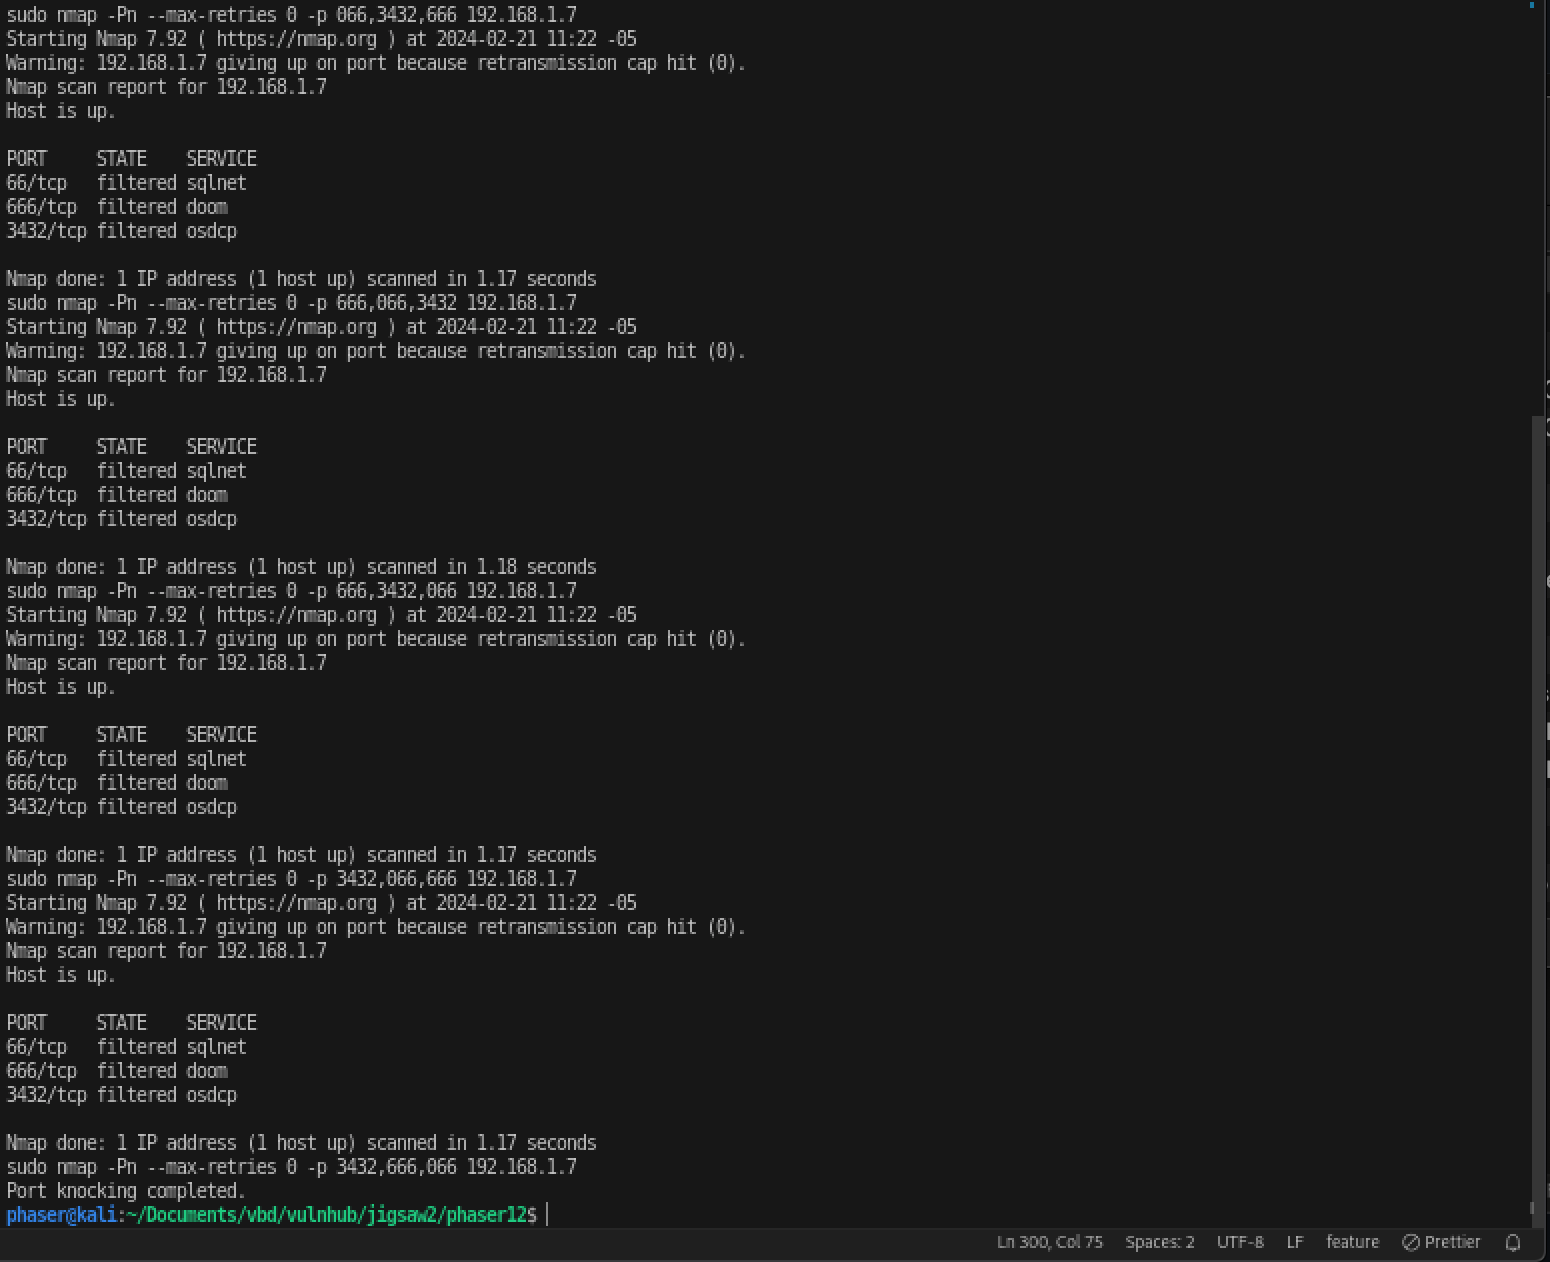 sudo nmap -Pn --max-retries 0 -p 066,3432,666 192.168.1.7
Starting Nmap 7.92 ( https://nmap.org ) at 2024-02-21 11:22 -05
Warning: 192.168.1.7 giving up on port because retransmission cap hit (0).
Nmap scan report for 192.168.1.7
Host is up.
PORT     STATE    SERVICE
66/tcp   filtered sqlnet
666/tcp  filtered doom
3432/tcp filtered osdcp
Nmap done: 1 IP address (1 host up) scanned in 1.17 seconds
sudo nmap -Pn --max-retries 0 -p 666,066,3432 192.168.1.7
Starting Nmap 7.92 ( https://nmap.org ) at 2024-02-21 11:22 -05
Warning: 192.168.1.7 giving up on port because retransmission cap hit (0).
Nmap scan report for 192.168.1.7
Host is up.
PORT     STATE    SERVICE
66/tcp   filtered sqlnet
666/tcp  filtered doom
3432/tcp filtered osdcp
Nmap done: 1 IP address (1 host up) scanned in 1.18 seconds
sudo nmap -Pn --max-retries 0 -p 666,3432,066 192.168.1.7
Starting Nmap 7.92 ( https://nmap.org ) at 2024-02-21 11:22 -05
Warning: 192.168.1.7 giving up on port because retransmission cap hit (0).
Nmap scan report for 192.168.1.7
Host is up.
PORT     STATE    SERVICE
66/tcp   filtered sqlnet
666/tcp  filtered doom
3432/tcp filtered osdcp
Nmap done: 1 IP address (1 host up) scanned in 1.17 seconds
sudo nmap -Pn --max-retries 0 -p 3432,066,666 192.168.1.7
Starting Nmap 7.92 ( https://nmap.org ) at 2024-02-21 11:22 -05
Warning: 192.168.1.7 giving up on port because retransmission cap hit (0).
Nmap scan report for 192.168.1.7
Host is up.
PORT     STATE    SERVICE
66/tcp   filtered sqlnet
666/tcp  filtered doom
3432/tcp filtered osdcp
Nmap done: 1 IP address (1 host up) scanned in 1.17 seconds
sudo nmap -Pn --max-retries 0 -p 3432,666,066 192.168.1.7
Port knocking completed.
phaser@kali:~/Documents/vbd/vulnhub/jigsaw2/phaser12$
Ln 300, Col 75 Spaces: 2 UTF-8 LF feature Prettier